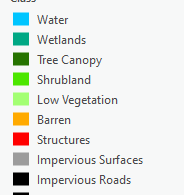 Water
Wetlands
Tree Canopy
Shrubland
Low Vegetation
Barren
Structures
Impervious Surfaces
Impervious Roads